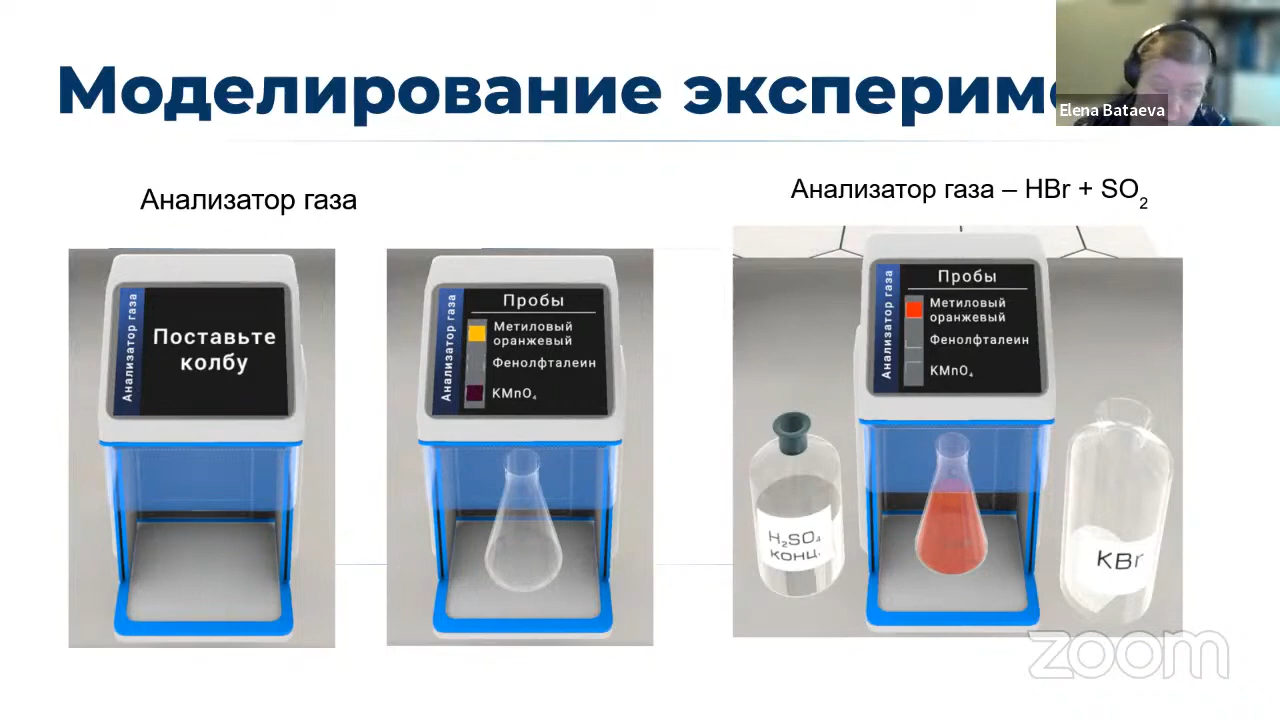 Моделирование эксперим
Elena Bataeva
Анализатор газа
Анализатор газа – HBr + SO₂
Анализатор газа
Поставьте
колбу
Анализатор газа
Пробы
Метиловый
оранжевый
Фенолфталеин
KMnO₄
Анализатор газа
Пробы
Метиловый
оранжевый
Фенолфталеин
KMnO₄
H₂SO₄
КОНЦ.
KBr
zoom